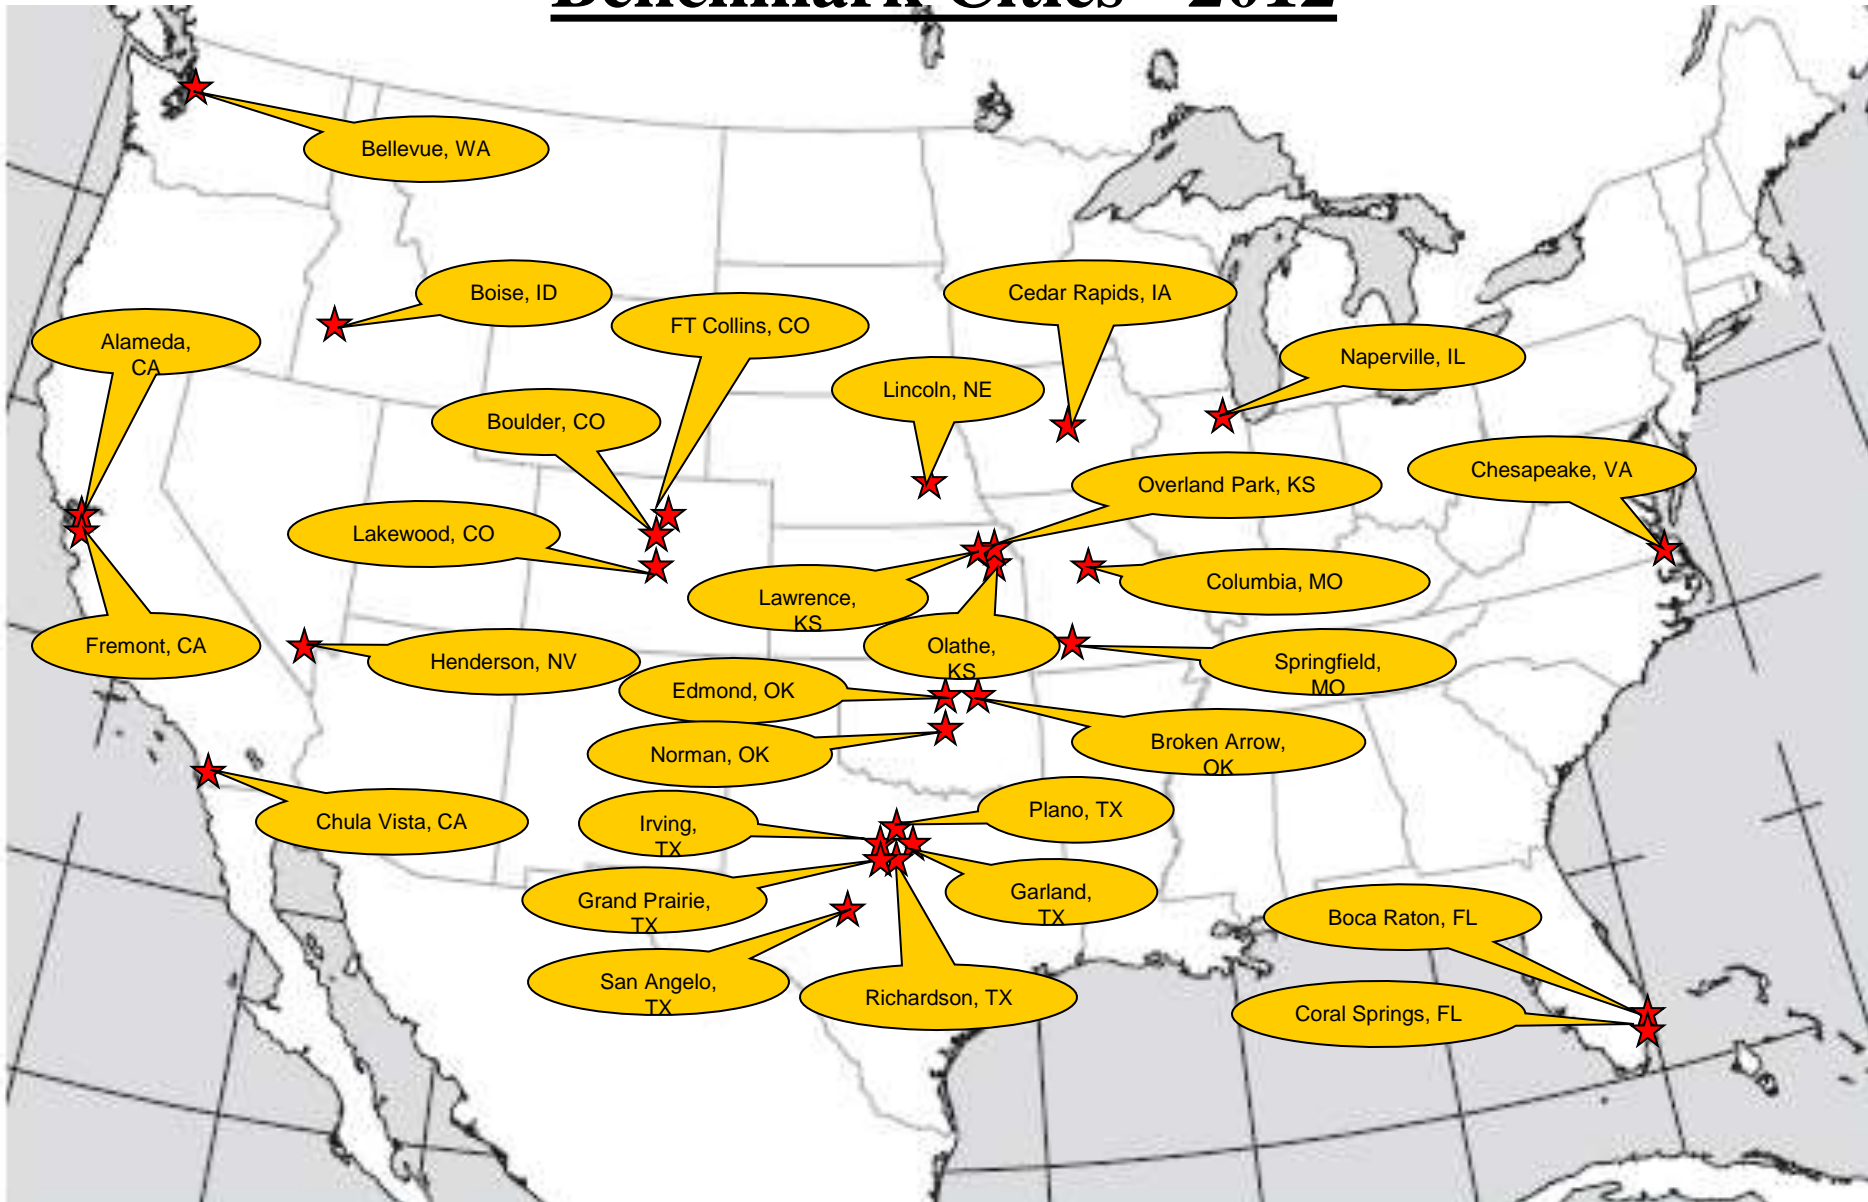 Benchmark Cities - 2012
Bellevue, WA
Boise, ID
Cedar Rapids, IA
FT Collins, CO
Alameda,
CA
Naperville, IL
Lincoln, NE
Boulder, CO
Chesapeake, VA
Overland Park, KS
Lakewood, CO
Columbia, MO
Lawrence,
KS
Fremont, CA
Henderson, NV
Olathe,
KS
Springfield,
MO
Edmond, OK
Broken Arrow,
OK
Norman, OK
Plano, TX
Chula Vista, CA
Irving,
TX
Grand Prairie,
TX
Garland,
TX
Boca Raton, FL
San Angelo,
TX
Richardson, TX
Coral Springs, FL